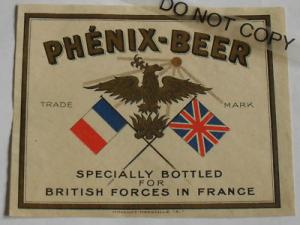 DO NOT COPY
PHÉNIX-BEER
TRADE MARK
SPECIALLY BOTTLED
FOR
BRITISH FORCES IN FRANCE